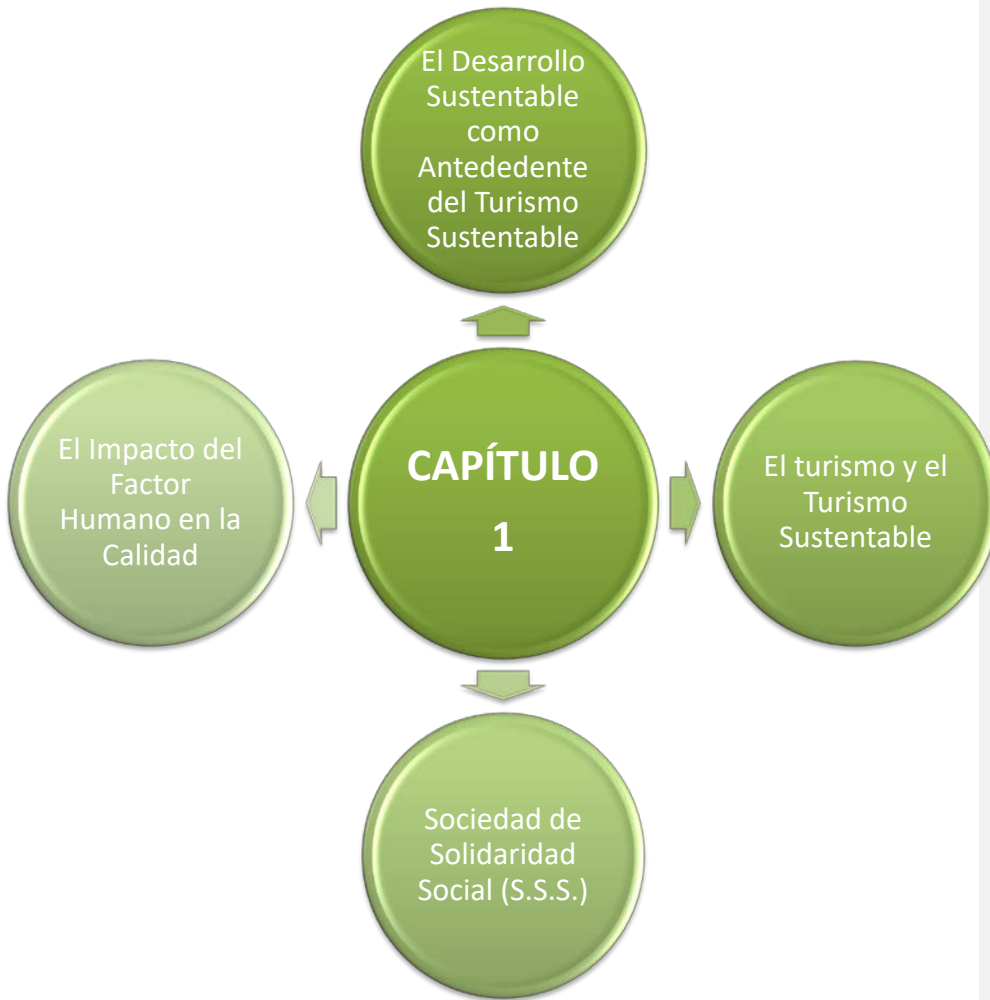 El Desarrollo
Sustentable
como
Antededente
del Turismo
Sustentable
El Impacto del
Factor
Humano en la
Calidad
CAPÍTULO
1
El turismo y el
Turismo
Sustentable
Sociedad de
Solidaridad
Social (S.S.S.)